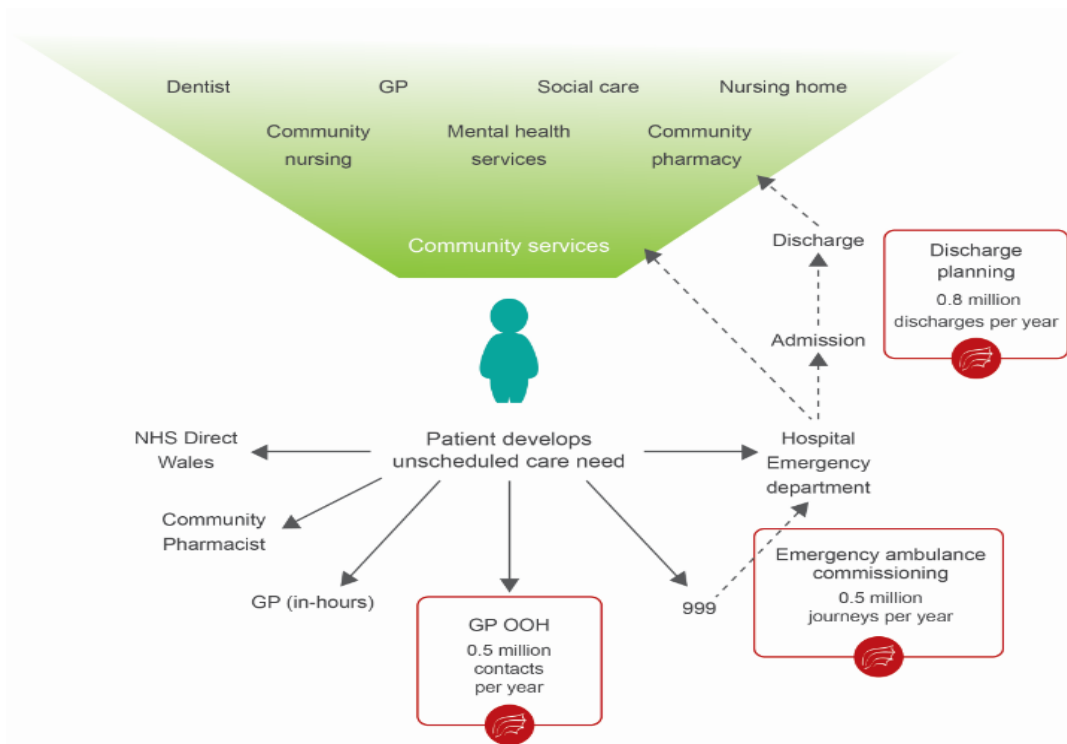 Dentist
GP
Social care
Nursing home
Community
nursing
Mental health
services
Community
pharmacy
Community services
Discharge
Admission
Discharge
planning
0.8 million
discharges per year
NHS Direct
Wales
Patient develops
unscheduled care need
Hospital
Emergency
department
Community
Pharmacist
GP (in-hours)
GP OOH
0.5 million
contacts
per year
999
Emergency ambulance
commissioning
0.5 million
journeys per year